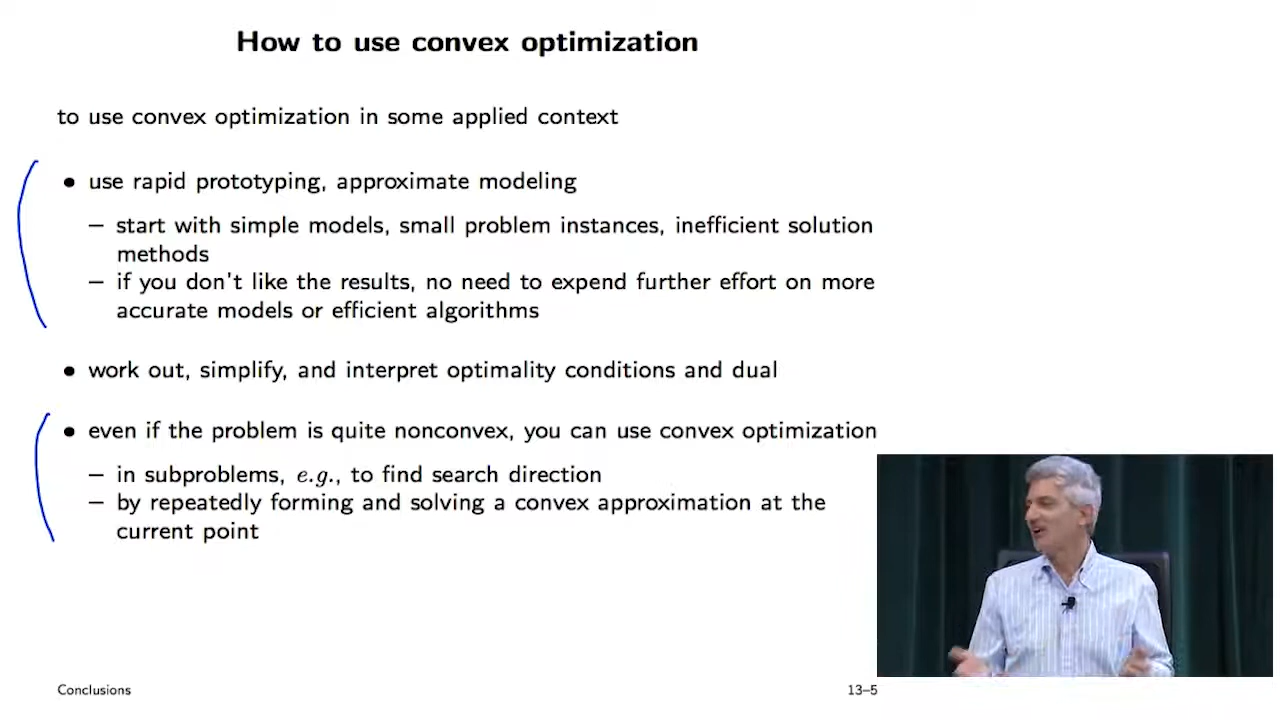 How to use convex optimization
to use convex optimization in some applied context
• use rapid prototyping, approximate modeling
– start with simple models, small problem instances, inefficient solution
methods
– if you don't like the results, no need to expend further effort on more
accurate models or efficient algorithms
• work out, simplify, and interpret optimality conditions and dual
• even if the problem is quite nonconvex, you can use convex optimization
– in subproblems, e.g., to find search direction
– by repeatedly forming and solving a convex approximation at the
current point
Conclusions
13–5